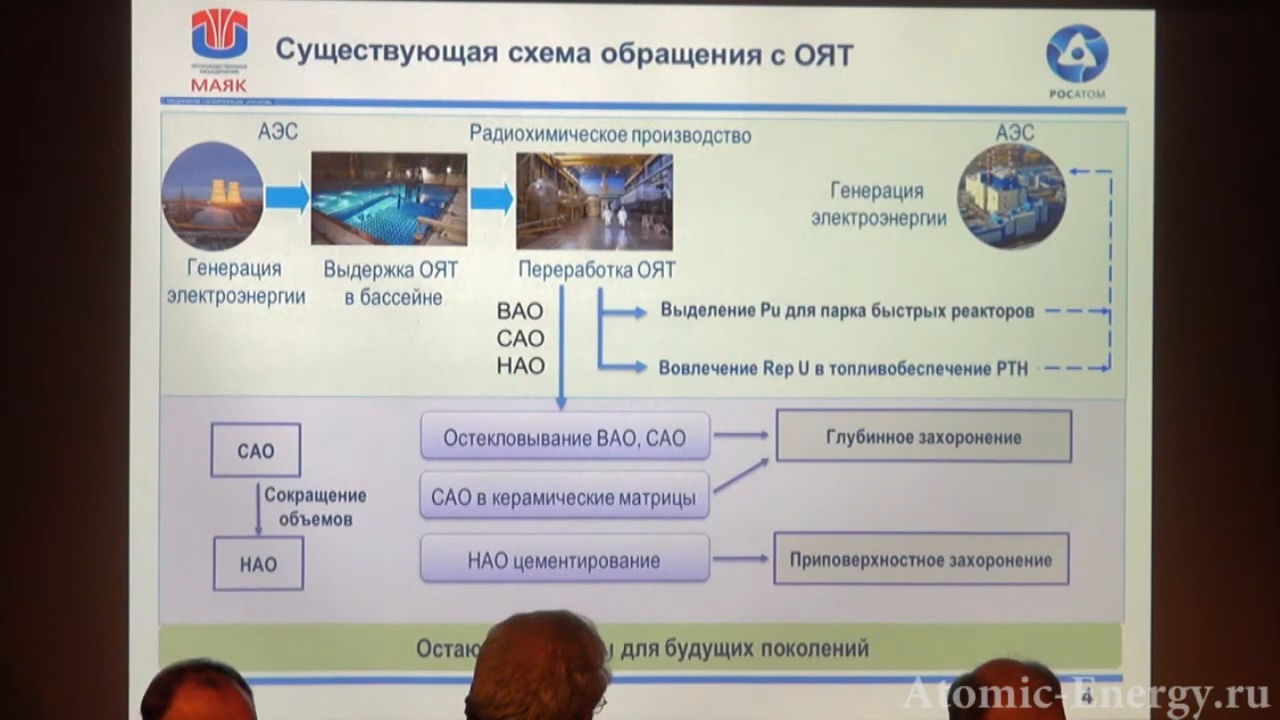 Существующая схема обращения с ОЯТ
МАЯК
РОСАТОМ
АЭС
Радиохимическое производство
АЭС
Генерация
электроэнергии
Генерация
электроэнергии
Выдержка ОЯТ
в бассейне
Переработка ОЯТ
ВАО
САО
НАО
Выделение Pu для парка быстрых реакторов
Вовлечение Rep U в топливобеспечение РТН
САО
Сокращение
объемов
НАО
Остекловывание ВАО, САО
Глубинное захоронение
САО в керамические матрицы
НАО цементирование
Приповерхностное захоронение
для будущих поколений
4
Atomic-Energy.ru